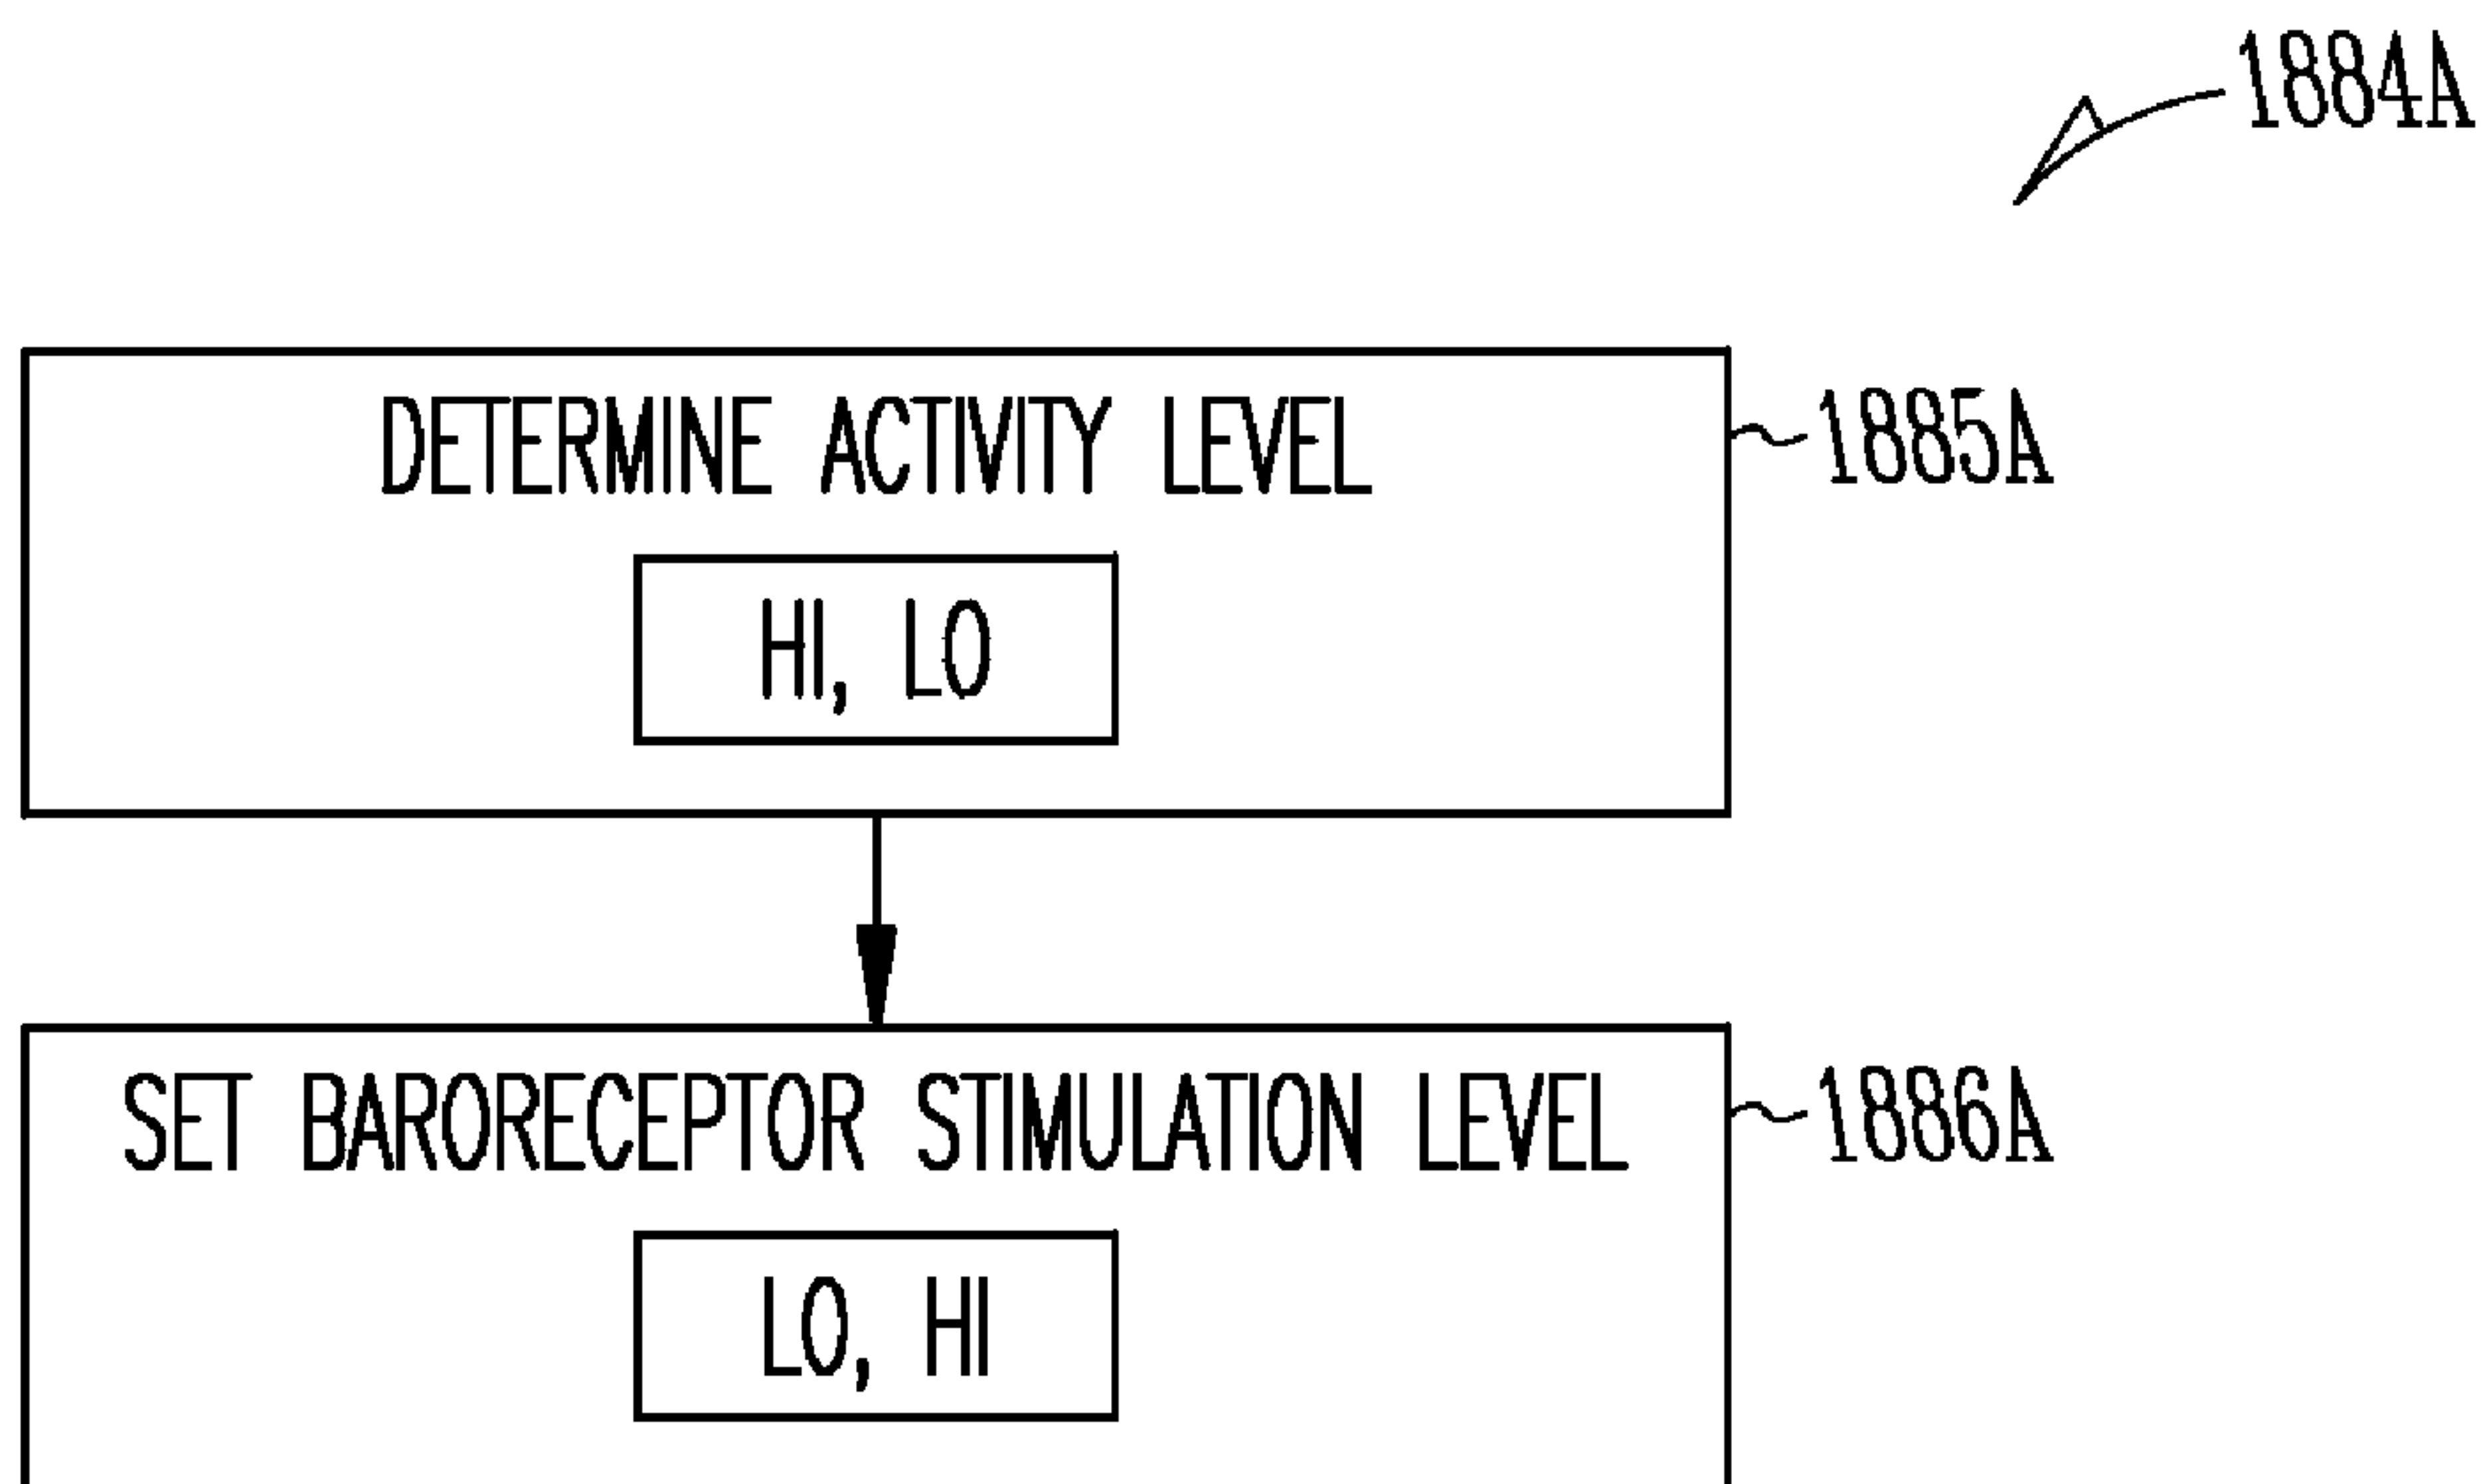 1884A
DETERMINE ACTIVITY LEVEL
1885A
HI, LO
SET BARORECEPTOR STIMULATION LEVEL
1886A
LO, HI